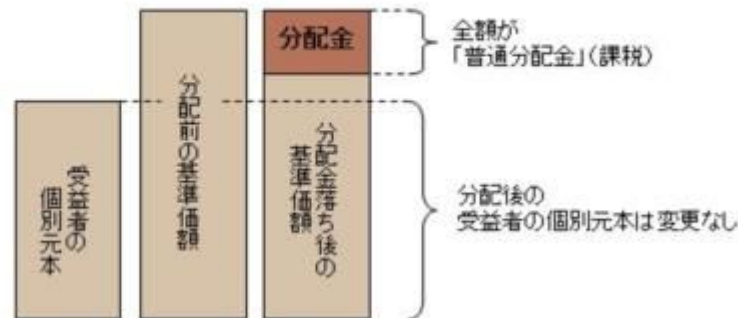 分配金
全額が
「普通分配金」(課税)
受益者の
個別元本
分配前の基準価額
分配金落ち後の
基準価額
分配後の
受益者の個別元本は変更なし